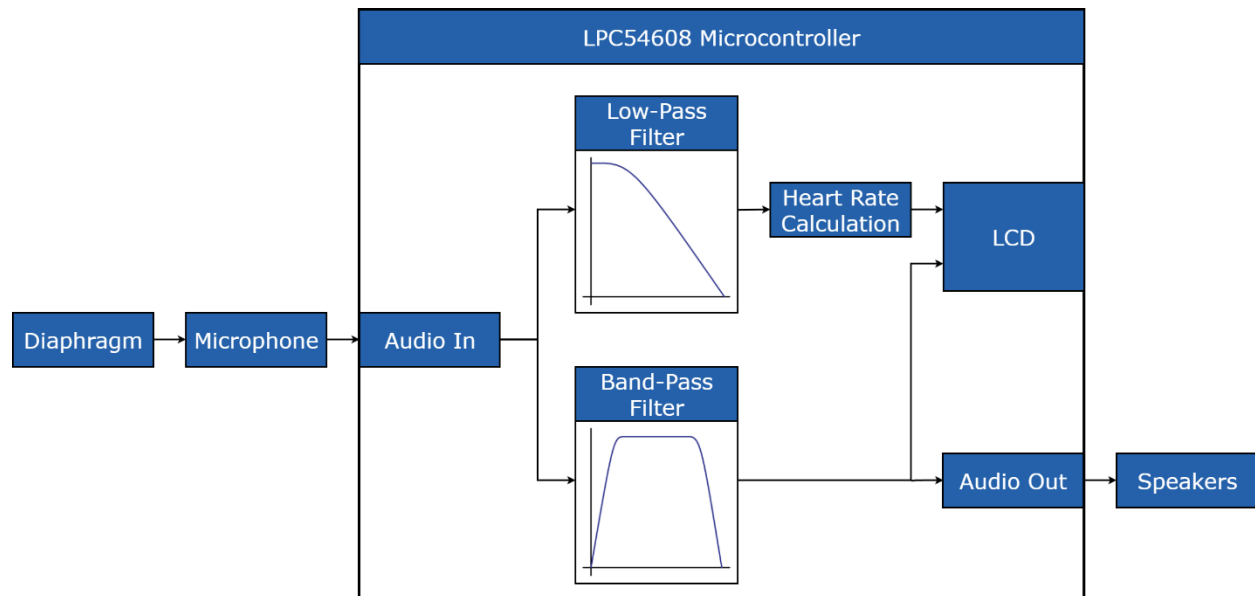 LPC54608 Microcontroller
Low-Pass
Filter
Heart Rate
Calculation
LCD
Diaphragm
Microphone
Audio In
Band-Pass
Filter
Audio Out
Speakers